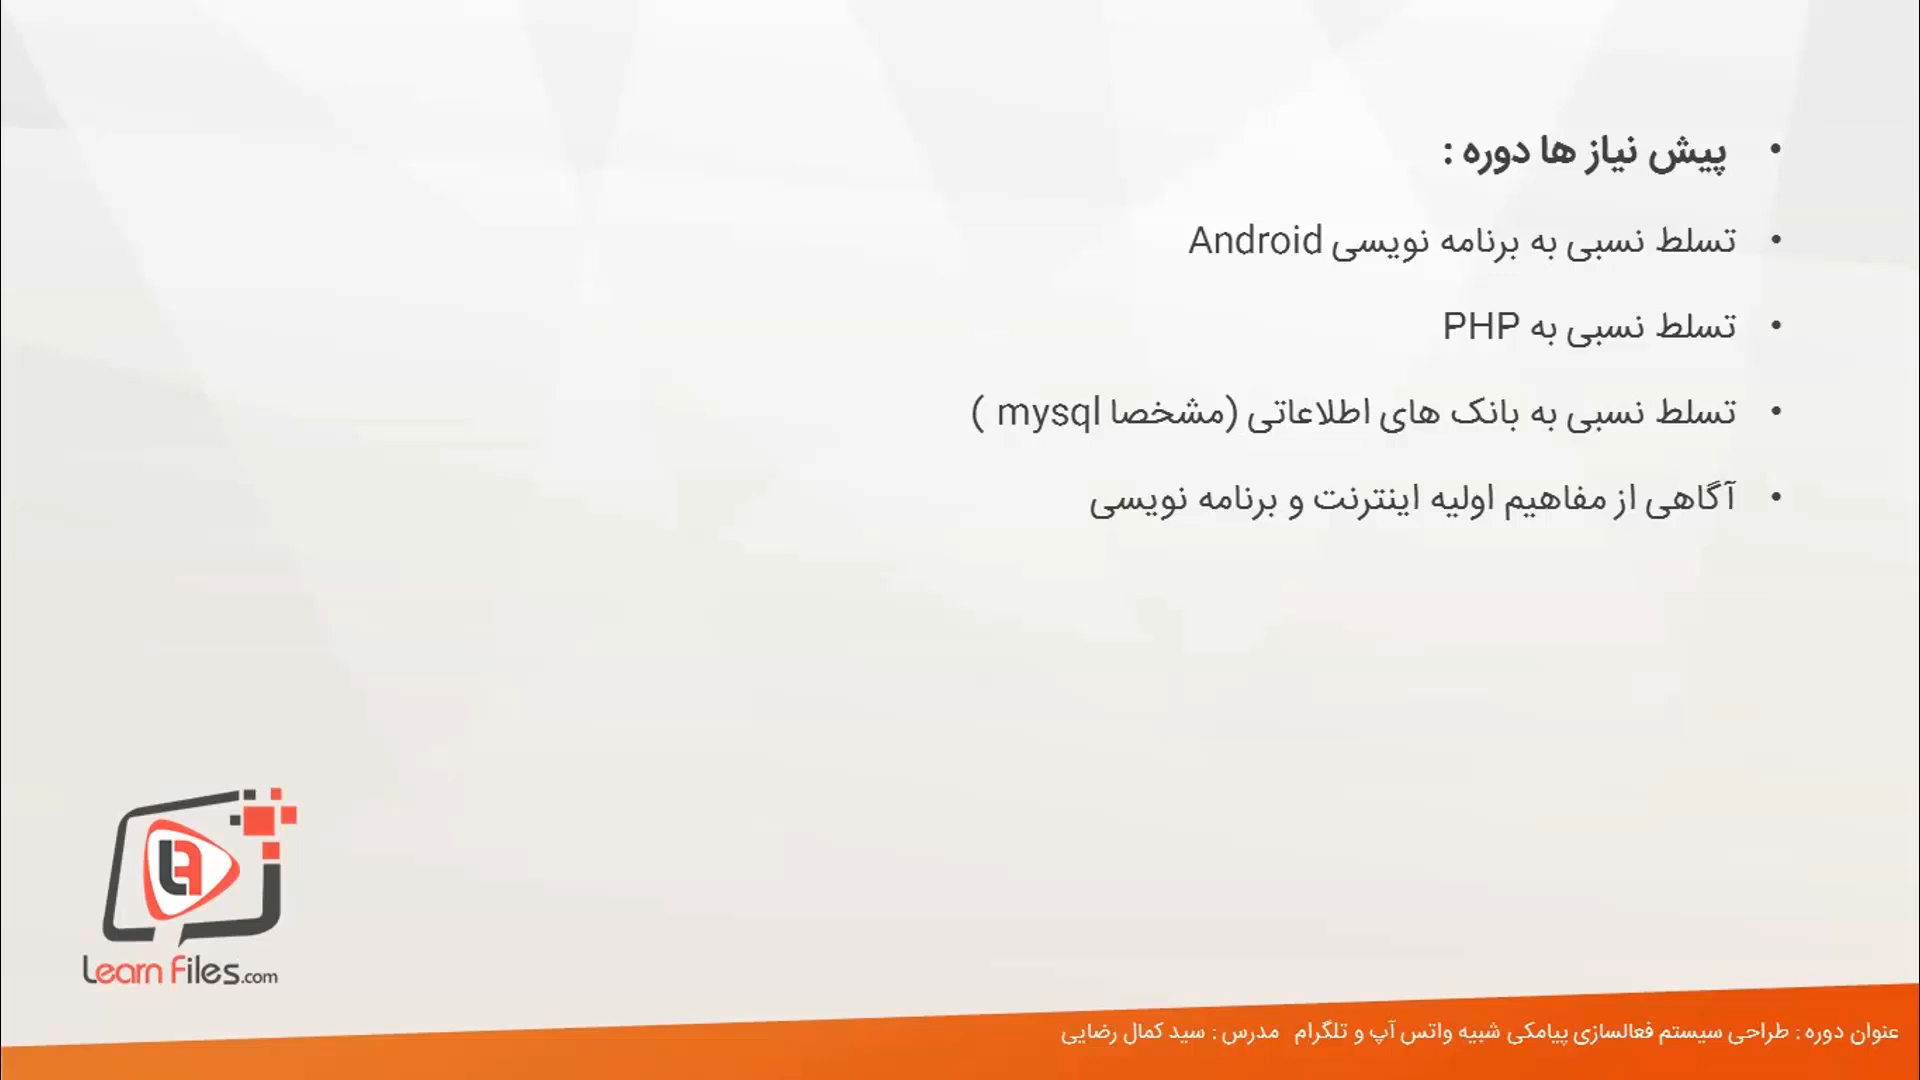 • پیش نیاز ها دوره :
• تسلط نسبی به برنامه نویسی Android
• تسلط نسبی به PHP
• تسلط نسبی به بانک های اطلاعاتی (مشخصا mysql )
• آگاهی از مفاهیم اولیه اینترنت و برنامه نویسی
Learn Files.com
عنوان دوره : طراحی سیستم فعالسازی پیامکی شبیه واتس آپ و تلگرام مدرس : سید کمال رضایی